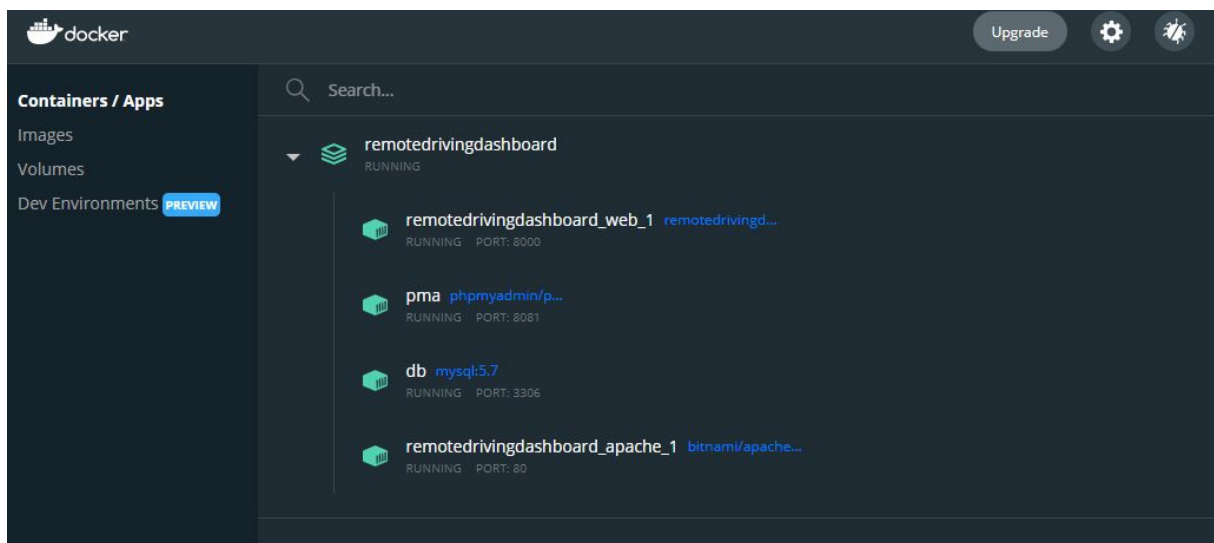 docker
Upgrade
Containers / Apps
Images
Volumes
Dev Environments PREVIEW
Search...
remotedrivingdashboard
RUNNING
remotedrivingdashboard_web_1 remotedrivingd...
RUNNING PORT: 8000
pma phpmyadmin/p...
RUNNING PORT: 8081
db mysql:5.7
RUNNING PORT: 3306
remotedrivingdashboard_apache_1 bitnami/apache...
RUNNING PORT: 80